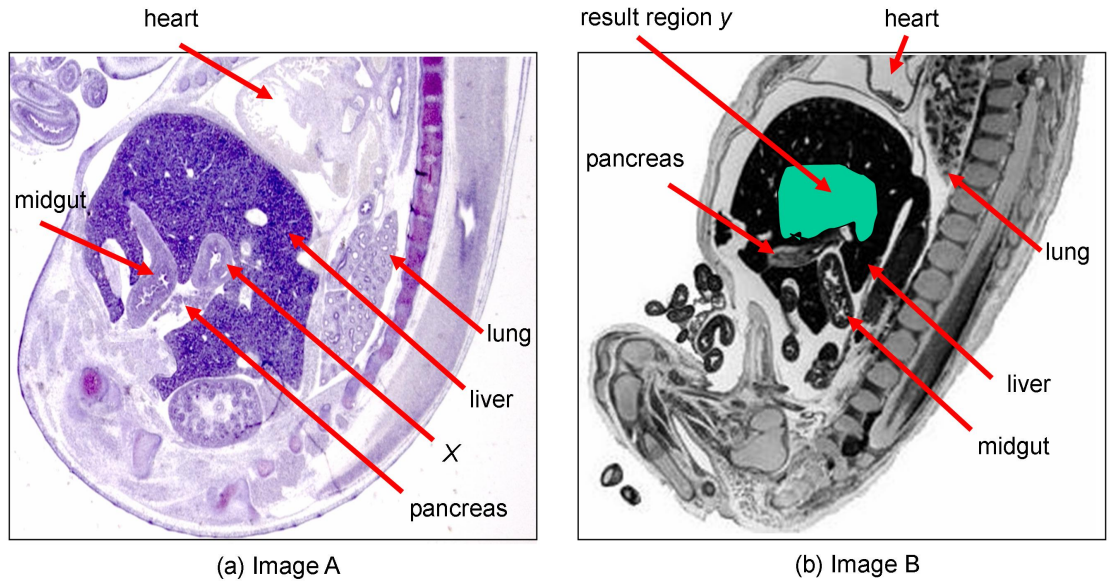 heart
midgut
lung
liver
X
pancreas
(a) Image A
result region y
heart
pancreas
lung
liver
midgut
(b) Image B